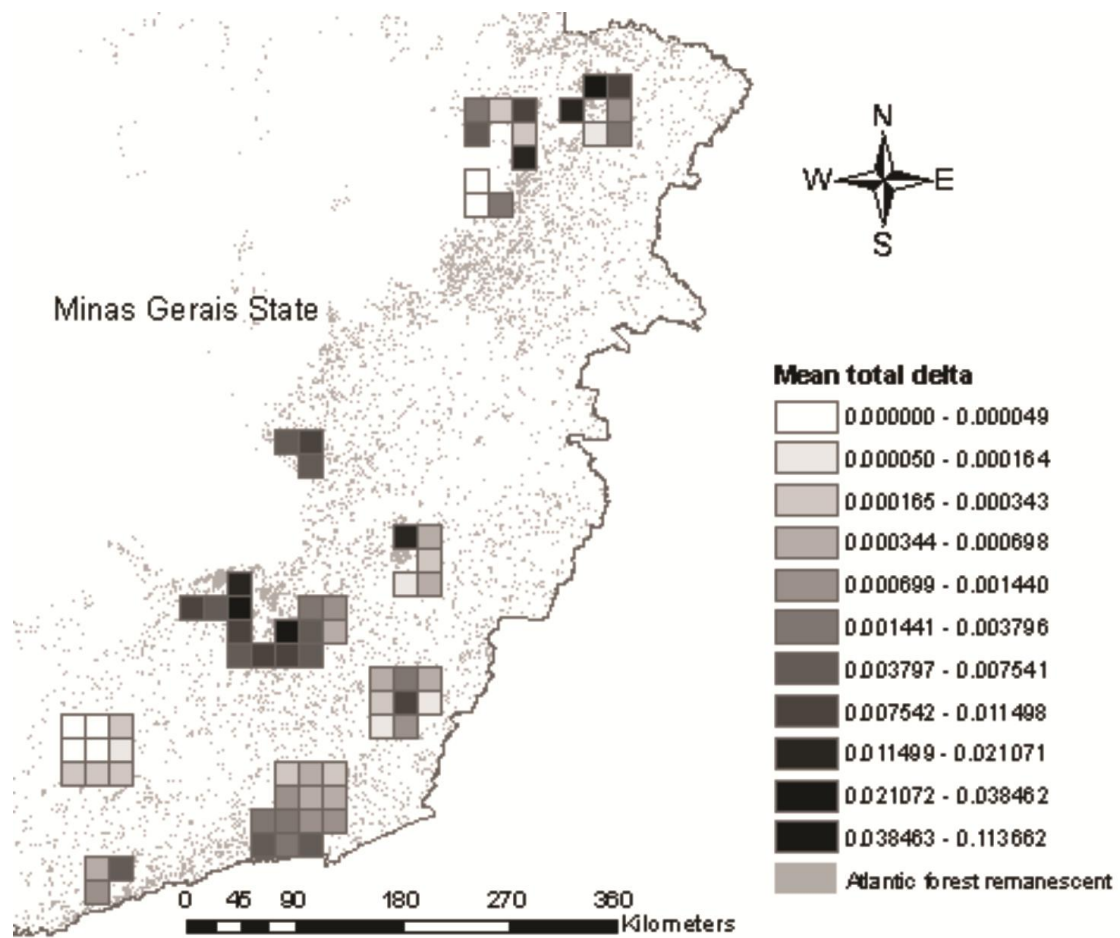 N
W E
S
Minas Gerais State
Mean total delta
0.000000 - 0.000049
0.000050 - 0.000164
0.000165 - 0.000343
0.000344 - 0.000698
0.000699 - 0.001440
0.001441 - 0.003796
0.003797 - 0.007541
0.007542 - 0.011498
0.011499 - 0.021071
0.021072 - 0.038462
0.038463 - 0.113662
Atlantic forest remanescent
0 45 90 180 270 360
Kilometers